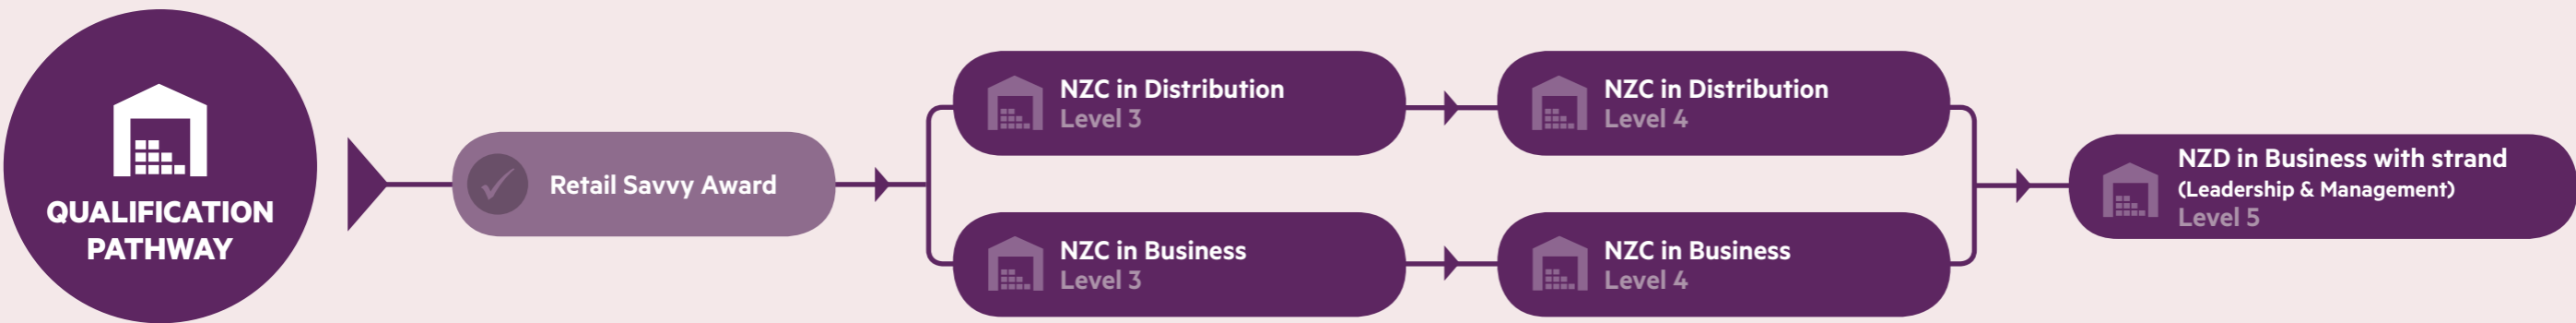 QUALIFICATION
PATHWAY
Retail Savvy Award
NZC in Distribution
Level 3
NZC in Distribution
Level 4
NZC in Business
Level 3
NZC in Business
Level 4
NZD in Business with strand
(Leadership & Management)
Level 5